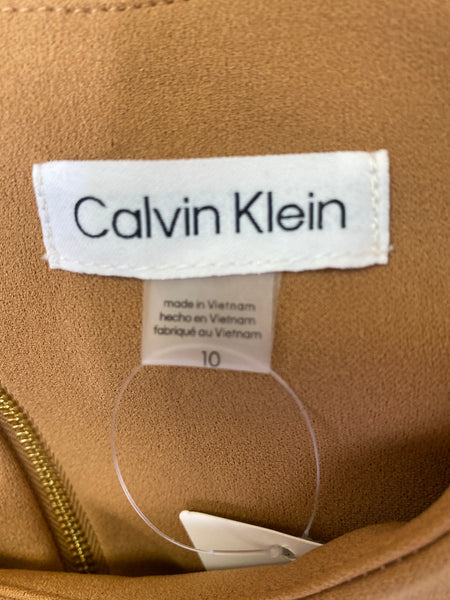 Calvin Klein
made in Vietnam
hecho en Vietnam
fabriqué au Vietnam
10